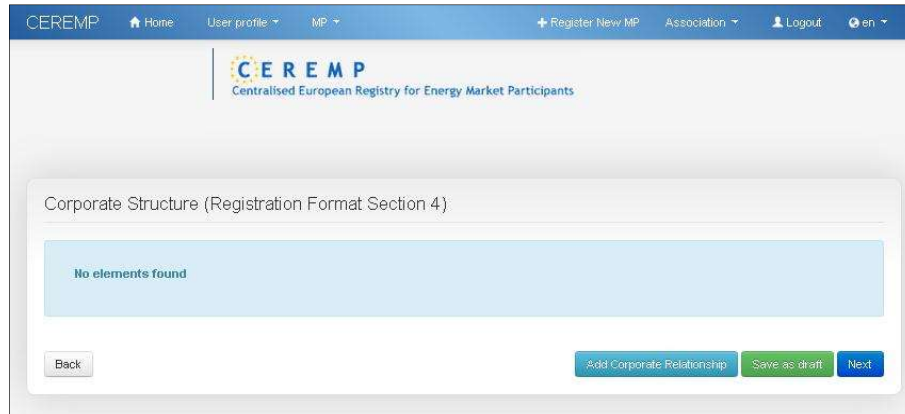 CEREMP Home User profile MP Register New MP Association Logout en
CEREMP
Centralised European Registry for Energy Market Participants
Corporate Structure (Registration Format Section 4)
No elements found
Back Add Corporate Relationship Save as draft Next